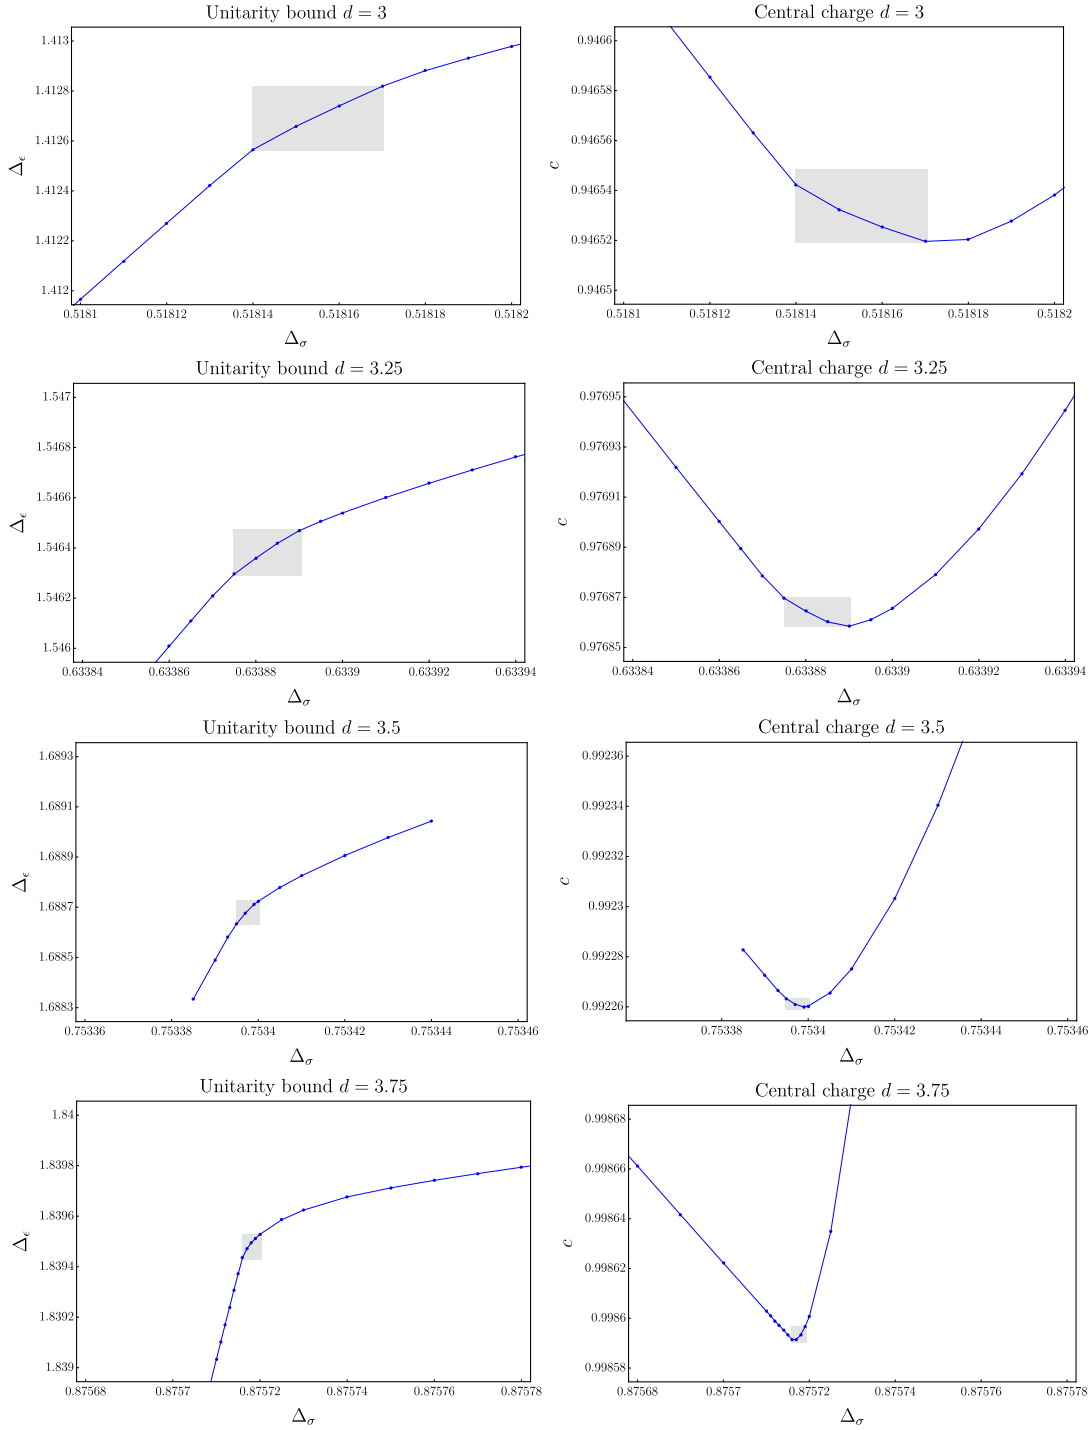 Unitarity bound d = 3
1.413
1.4128
1.4126
1.4124
1.4122
1.412
Δϵ
0.5181 0.51812 0.51814 0.51816 0.51818 0.5182
Δσ
Central charge d = 3
0.9466
0.94658
0.94656
0.94654
0.94652
0.9465
c
0.5181 0.51812 0.51814 0.51816 0.51818 0.5182
Δσ
Unitarity bound d = 3.25
1.547
1.5468
1.5466
1.5464
1.5462
1.546
Δϵ
0.63384 0.63386 0.63388 0.6339 0.63392 0.63394
Δσ
Central charge d = 3.25
0.97695
0.97693
0.97691
0.97689
0.97687
0.97685
c
0.63384 0.63386 0.63388 0.6339 0.63392 0.63394
Δσ
Unitarity bound d = 3.5
1.6893
1.6891
1.6889
1.6887
1.6885
1.6883
Δϵ
0.75336 0.75338 0.7534 0.75342 0.75344 0.75346
Δσ
Central charge d = 3.5
0.99236
0.99234
0.99232
0.9923
0.99228
0.99226
c
0.75338 0.7534 0.75342 0.75344 0.75346
Δσ
Unitarity bound d = 3.75
1.84
1.8398
1.8396
1.8394
1.8392
1.839
Δϵ
0.87568 0.8757 0.87572 0.87574 0.87576 0.87578
Δσ
Central charge d = 3.75
0.99868
0.99866
0.99864
0.99862
0.9986
0.99858
c
0.87568 0.8757 0.87572 0.87574 0.87576 0.87578
Δσ